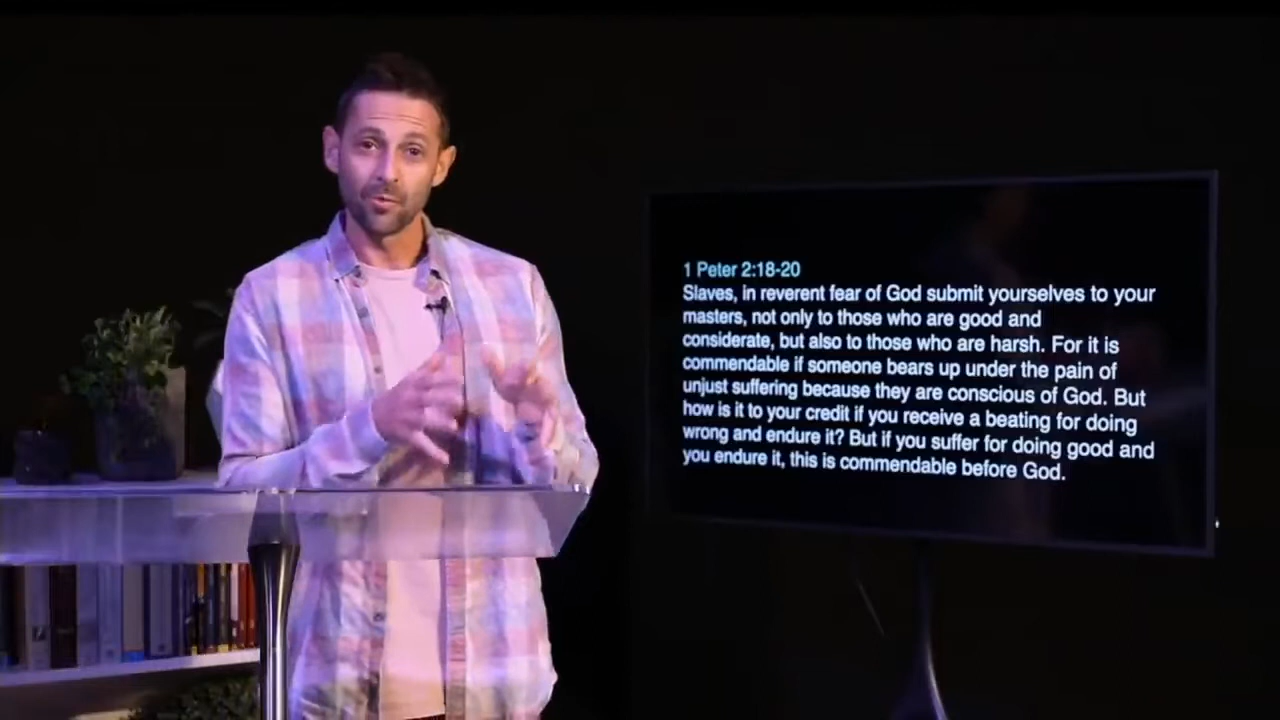 1 Peter 2:18-20
Slaves, in reverent fear of God submit yourselves to your
masters, not only to those who are good and
considerate, but also to those who are harsh. For it is
commendable if someone bears up under the pain of
unjust suffering because they are conscious of God. But
how is it to your credit if you receive a beating for doing
wrong and endure it? But if you suffer for doing good and
you endure it, this is commendable before God.